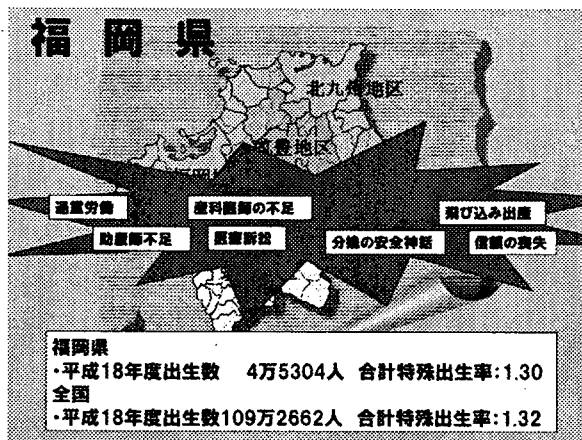 福岡県
北九州地区
筑豊地区
過重労働
産科医師の不足
飛び込み出産
助産師不足
医療訴訟
分娩の安全神話
信頼の喪失
福岡県
・平成18年度出生数　4万5304人　合計特殊出生率：1.30
全国
・平成18年度出生数109万2662人　合計特殊出生率：1.32